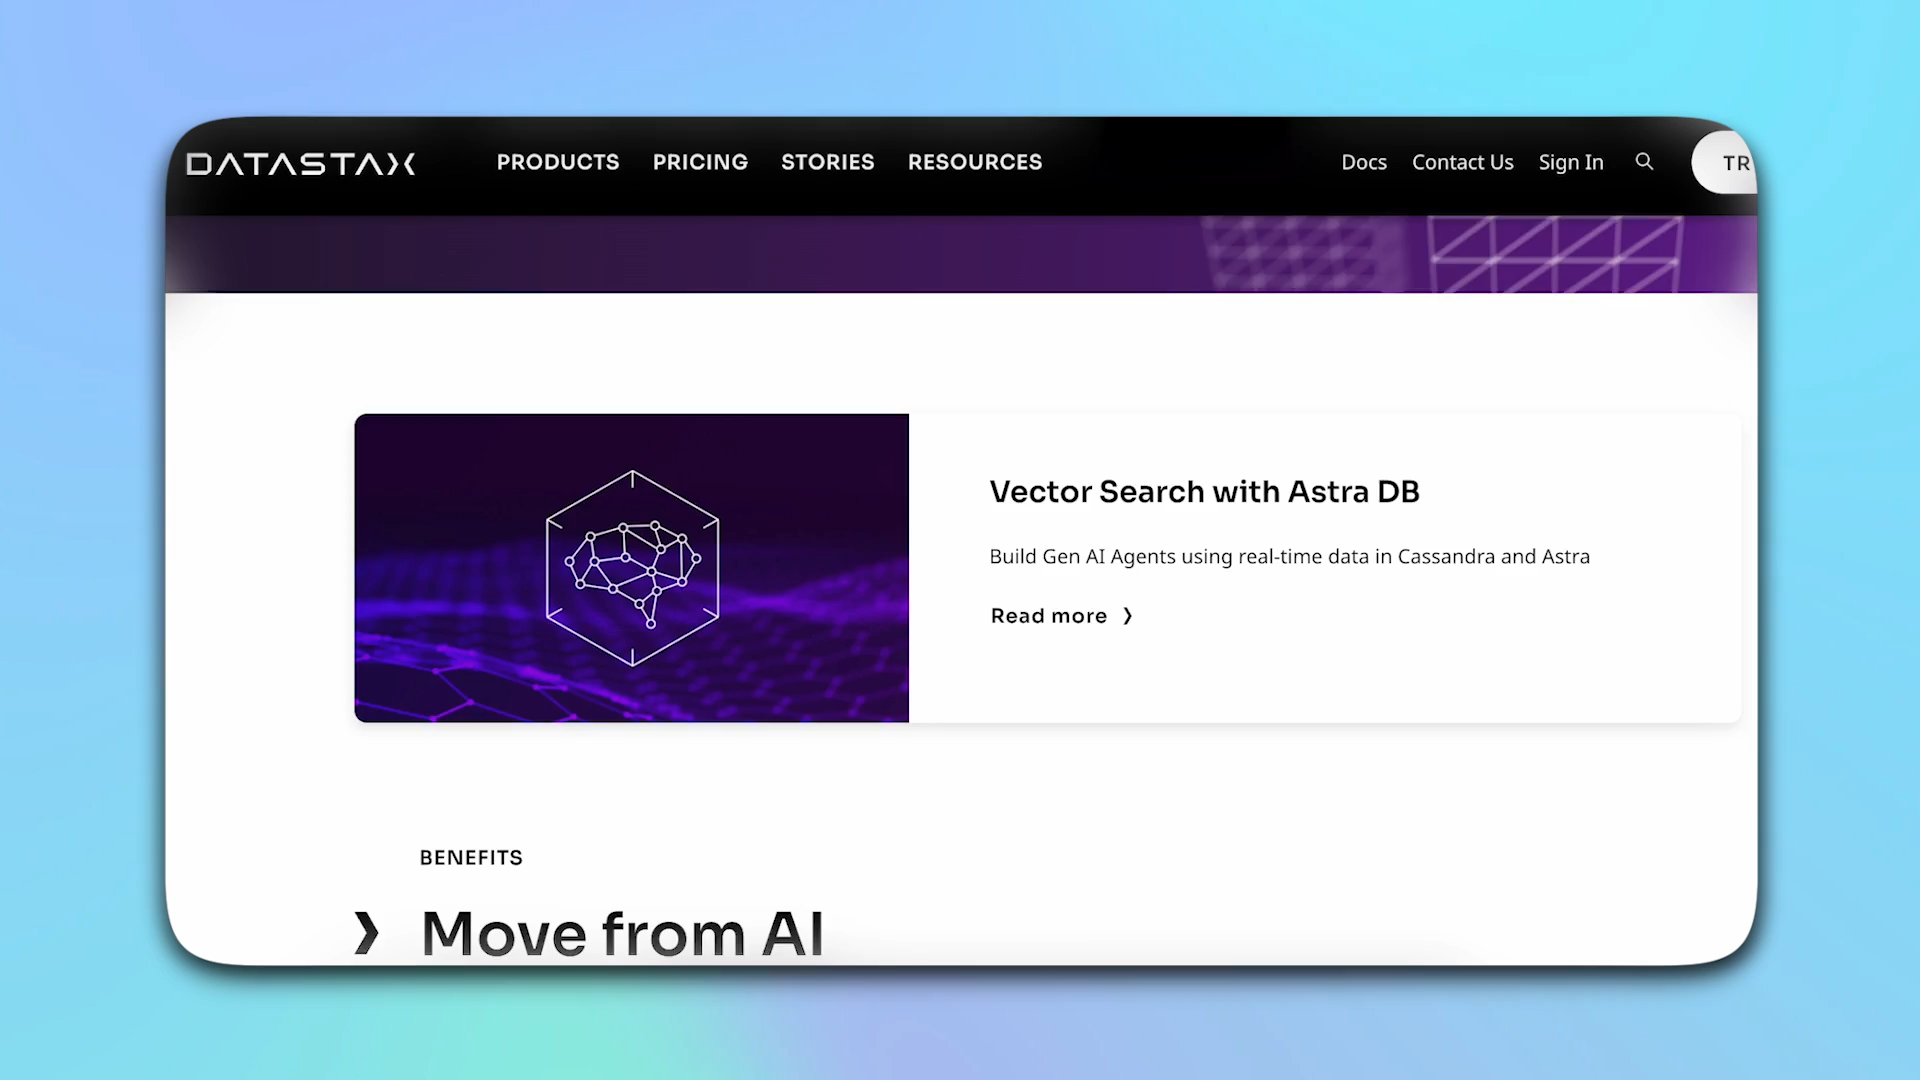 DATASTAX
PRODUCTS PRICING STORIES RESOURCES Docs Contact Us Sign In TR
Vector Search with Astra DB
Build Gen AI Agents using real-time data in Cassandra and Astra
Read more
BENEFITS
Move from AI